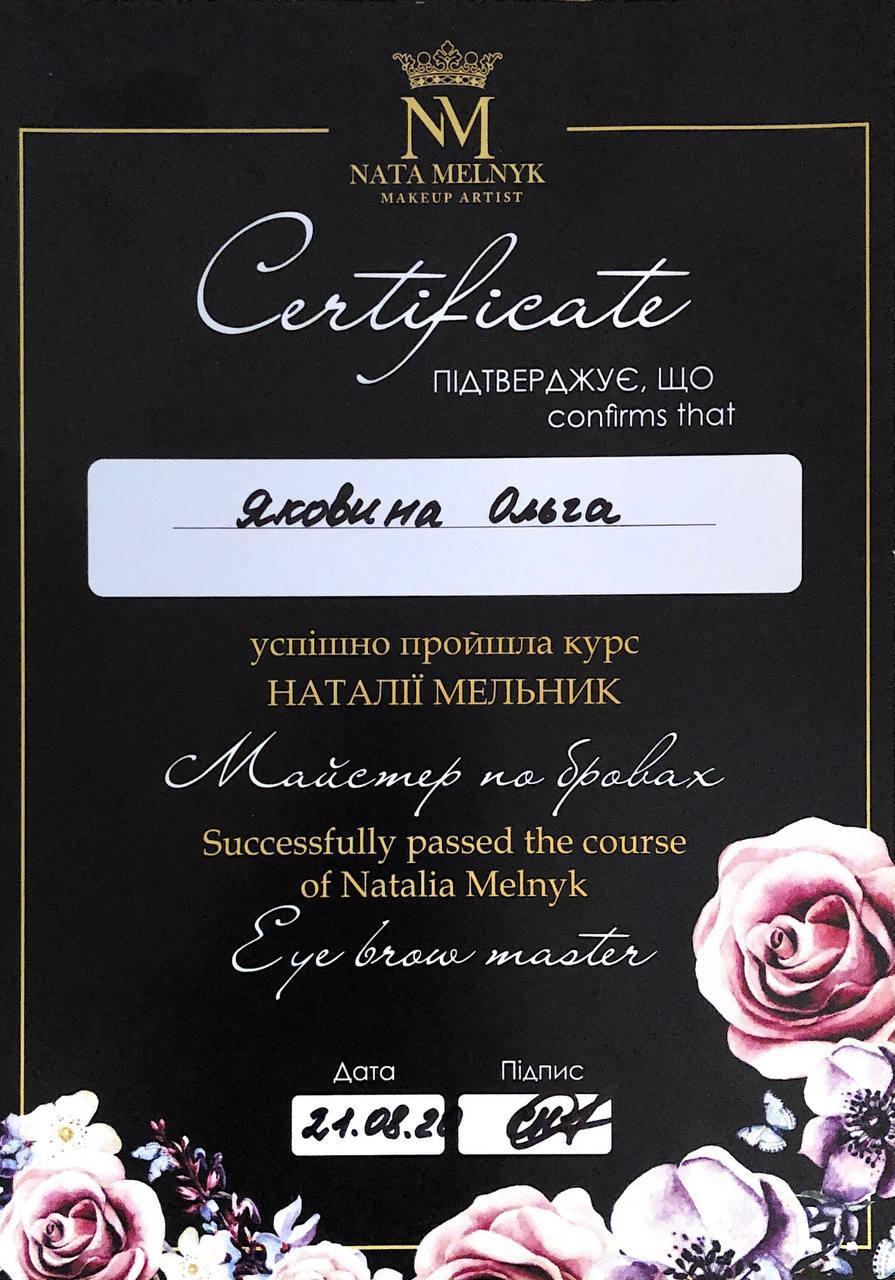 NM
NATA MELNYK
MAKEUP ARTIST
Certificate
ПІДТВЕРДЖУЄ, ЩО
confirms that
Яковина Ольга
успішно пройшла курс
НАТАЛІЇ МЕЛЬНИК
Майстер по бровах
Successfully passed the course
of Natalia Melnyk
Eye brow master
Дата Підпис
21.08.20